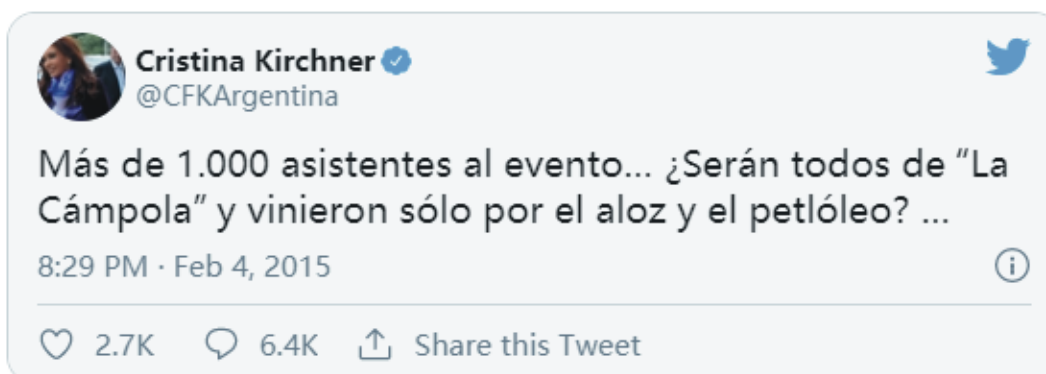 Cristina Kirchner
@CFKArgentina
Más de 1.000 asistentes al evento... ¿Serán todos de “La
Cámpola” y vinieron sólo por el aloz y el petlóleo? ...
8:29 PM · Feb 4, 2015
2.7K 6.4K Share this Tweet